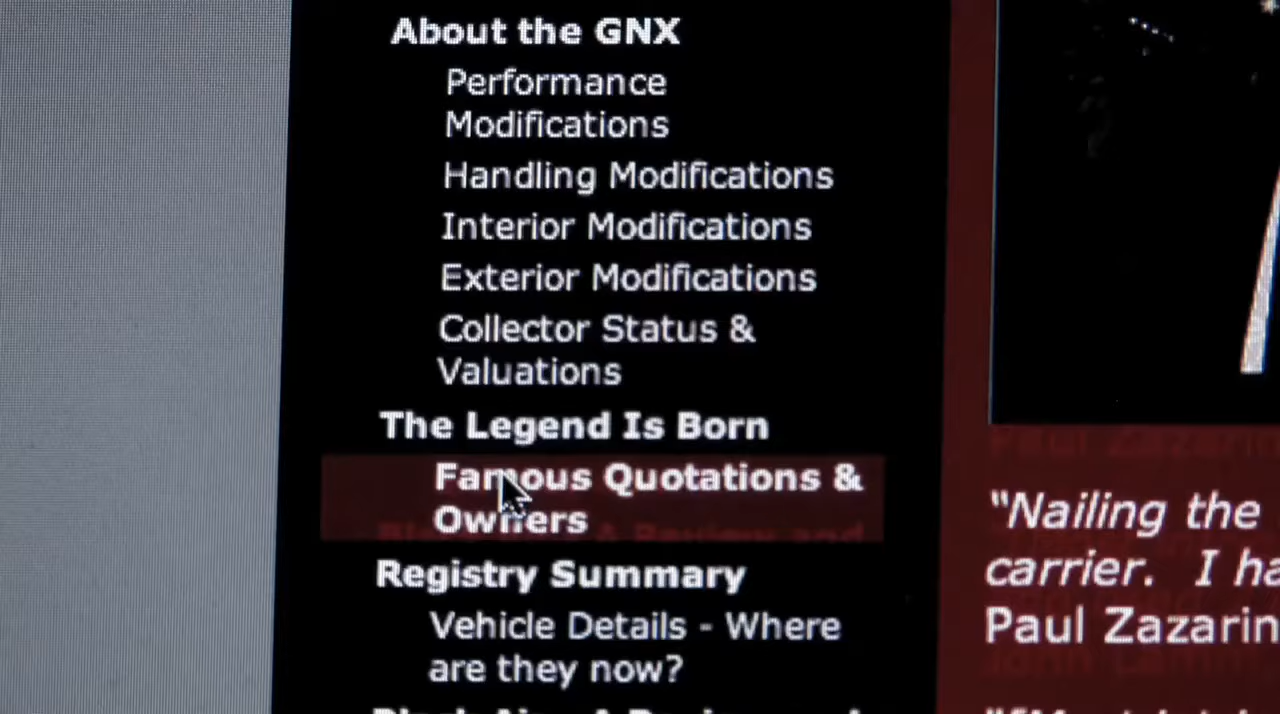 About the GNX
Performance
Modifications
Handling Modifications
Interior Modifications
Exterior Modifications
Collector Status &
Valuations
The Legend Is Born
Famous Quotations &
Owners
Registry Summary
Vehicle Details - Where
are they now?
"Nailing the
carrier. I ha
Paul Zazarin